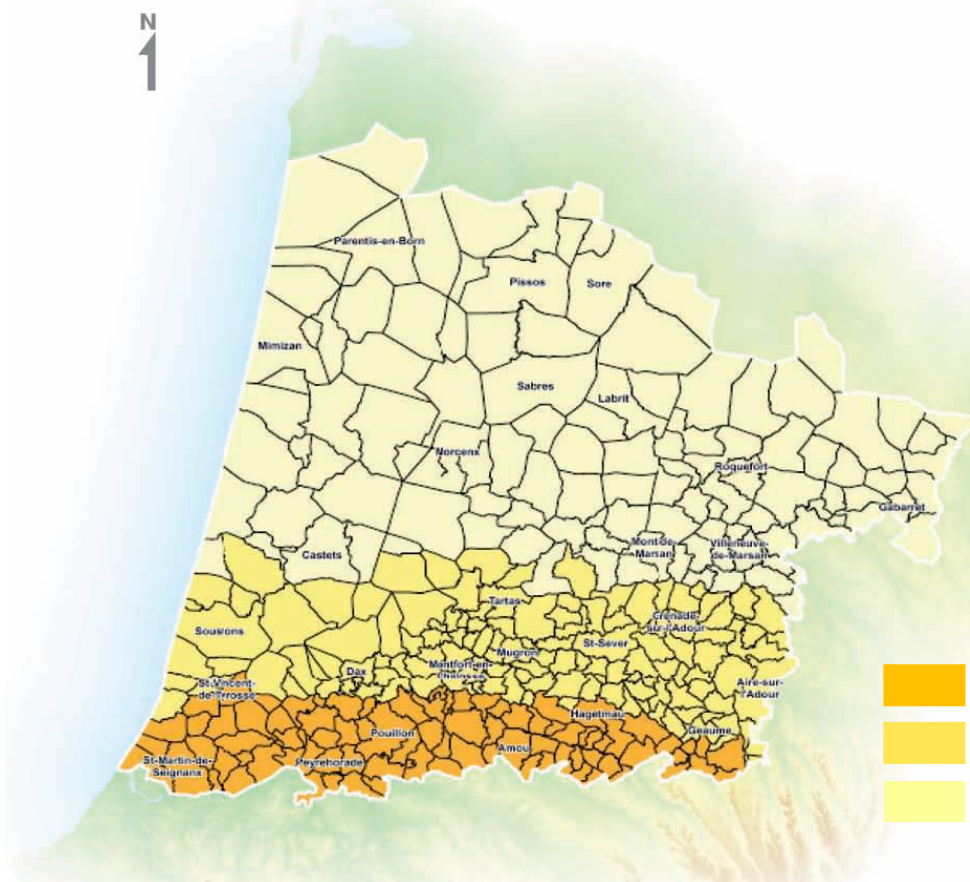 N
Parentis-en-Born
Pissos
Sore
Mimizan
Sabres
Labrit
Morcenx
Roquefort
Gabarret
Castets
Mont-de-
Marsan
Villeneuve-
de-Marsan
Tartas
Grenade-
sur-l'Adour
Soustons
St-Sever
Mugron
Dax
Montfort-en-
Chalosse
St-Vincent-
de-Tyrosse
Aire-sur-
l'Adour
Hagetmau
Geaune
Pouillon
Amou
St-Martin-de-
Seignanx
Peyrehorade